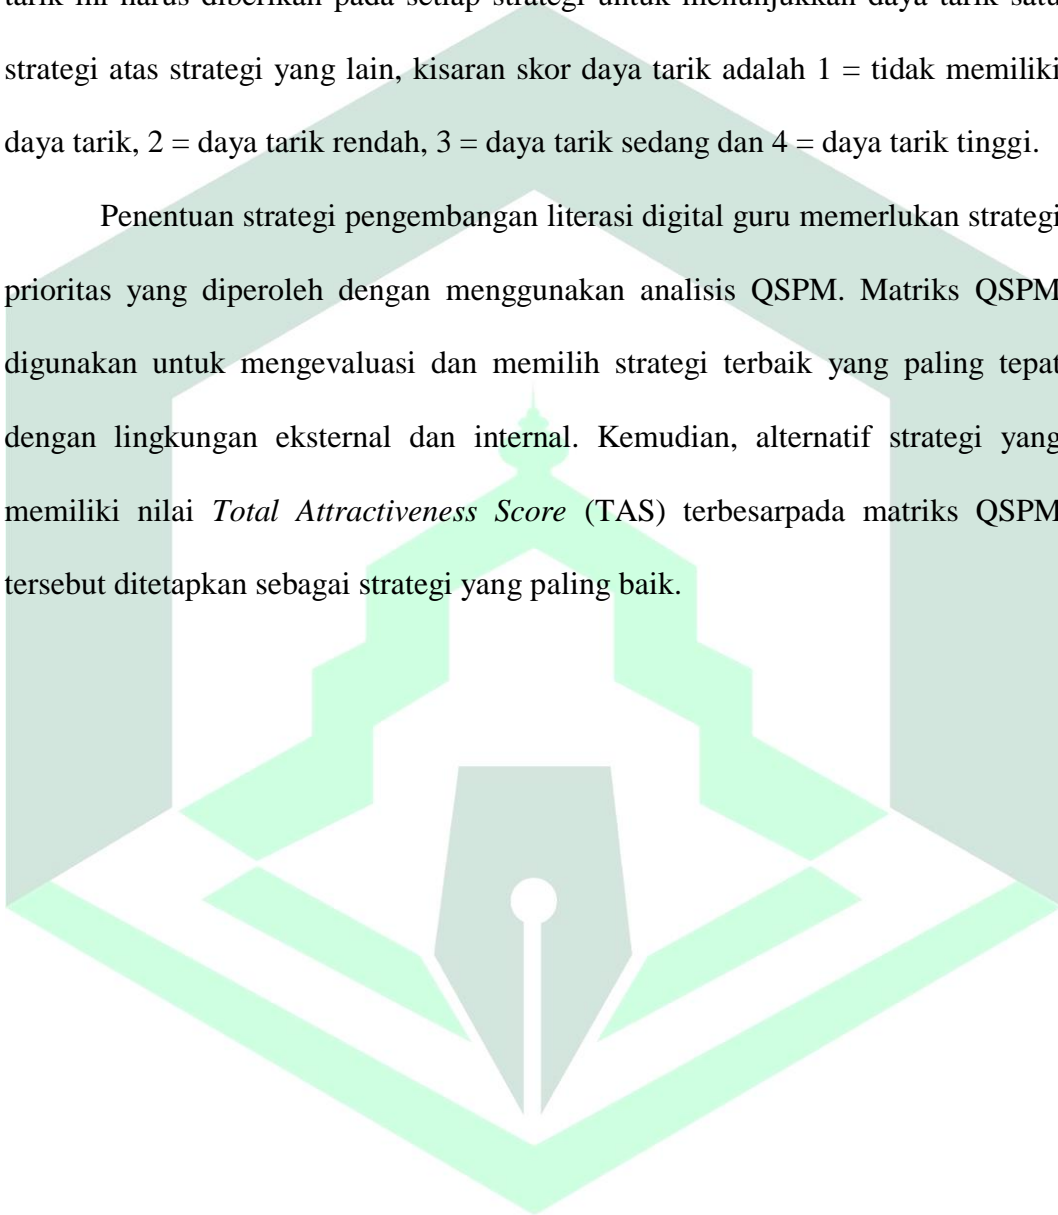 tarik ini harus diberikan pada setiap strategi untuk menunjukkan daya tarik satu
strategi atas strategi yang lain, kisaran skor daya tarik adalah 1 = tidak memiliki
daya tarik, 2 = daya tarik rendah, 3 = daya tarik sedang dan 4 = daya tarik tinggi.
Penentuan strategi pengembangan literasi digital guru memerlukan strategi
prioritas yang diperoleh dengan menggunakan analisis QSPM. Matriks QSPM
digunakan untuk mengevaluasi dan memilih strategi terbaik yang paling tepat
dengan lingkungan eksternal dan internal. Kemudian, alternatif strategi yang
memiliki nilai Total Attractiveness Score (TAS) terbesarpada matriks QSPM
tersebut ditetapkan sebagai strategi yang paling baik.